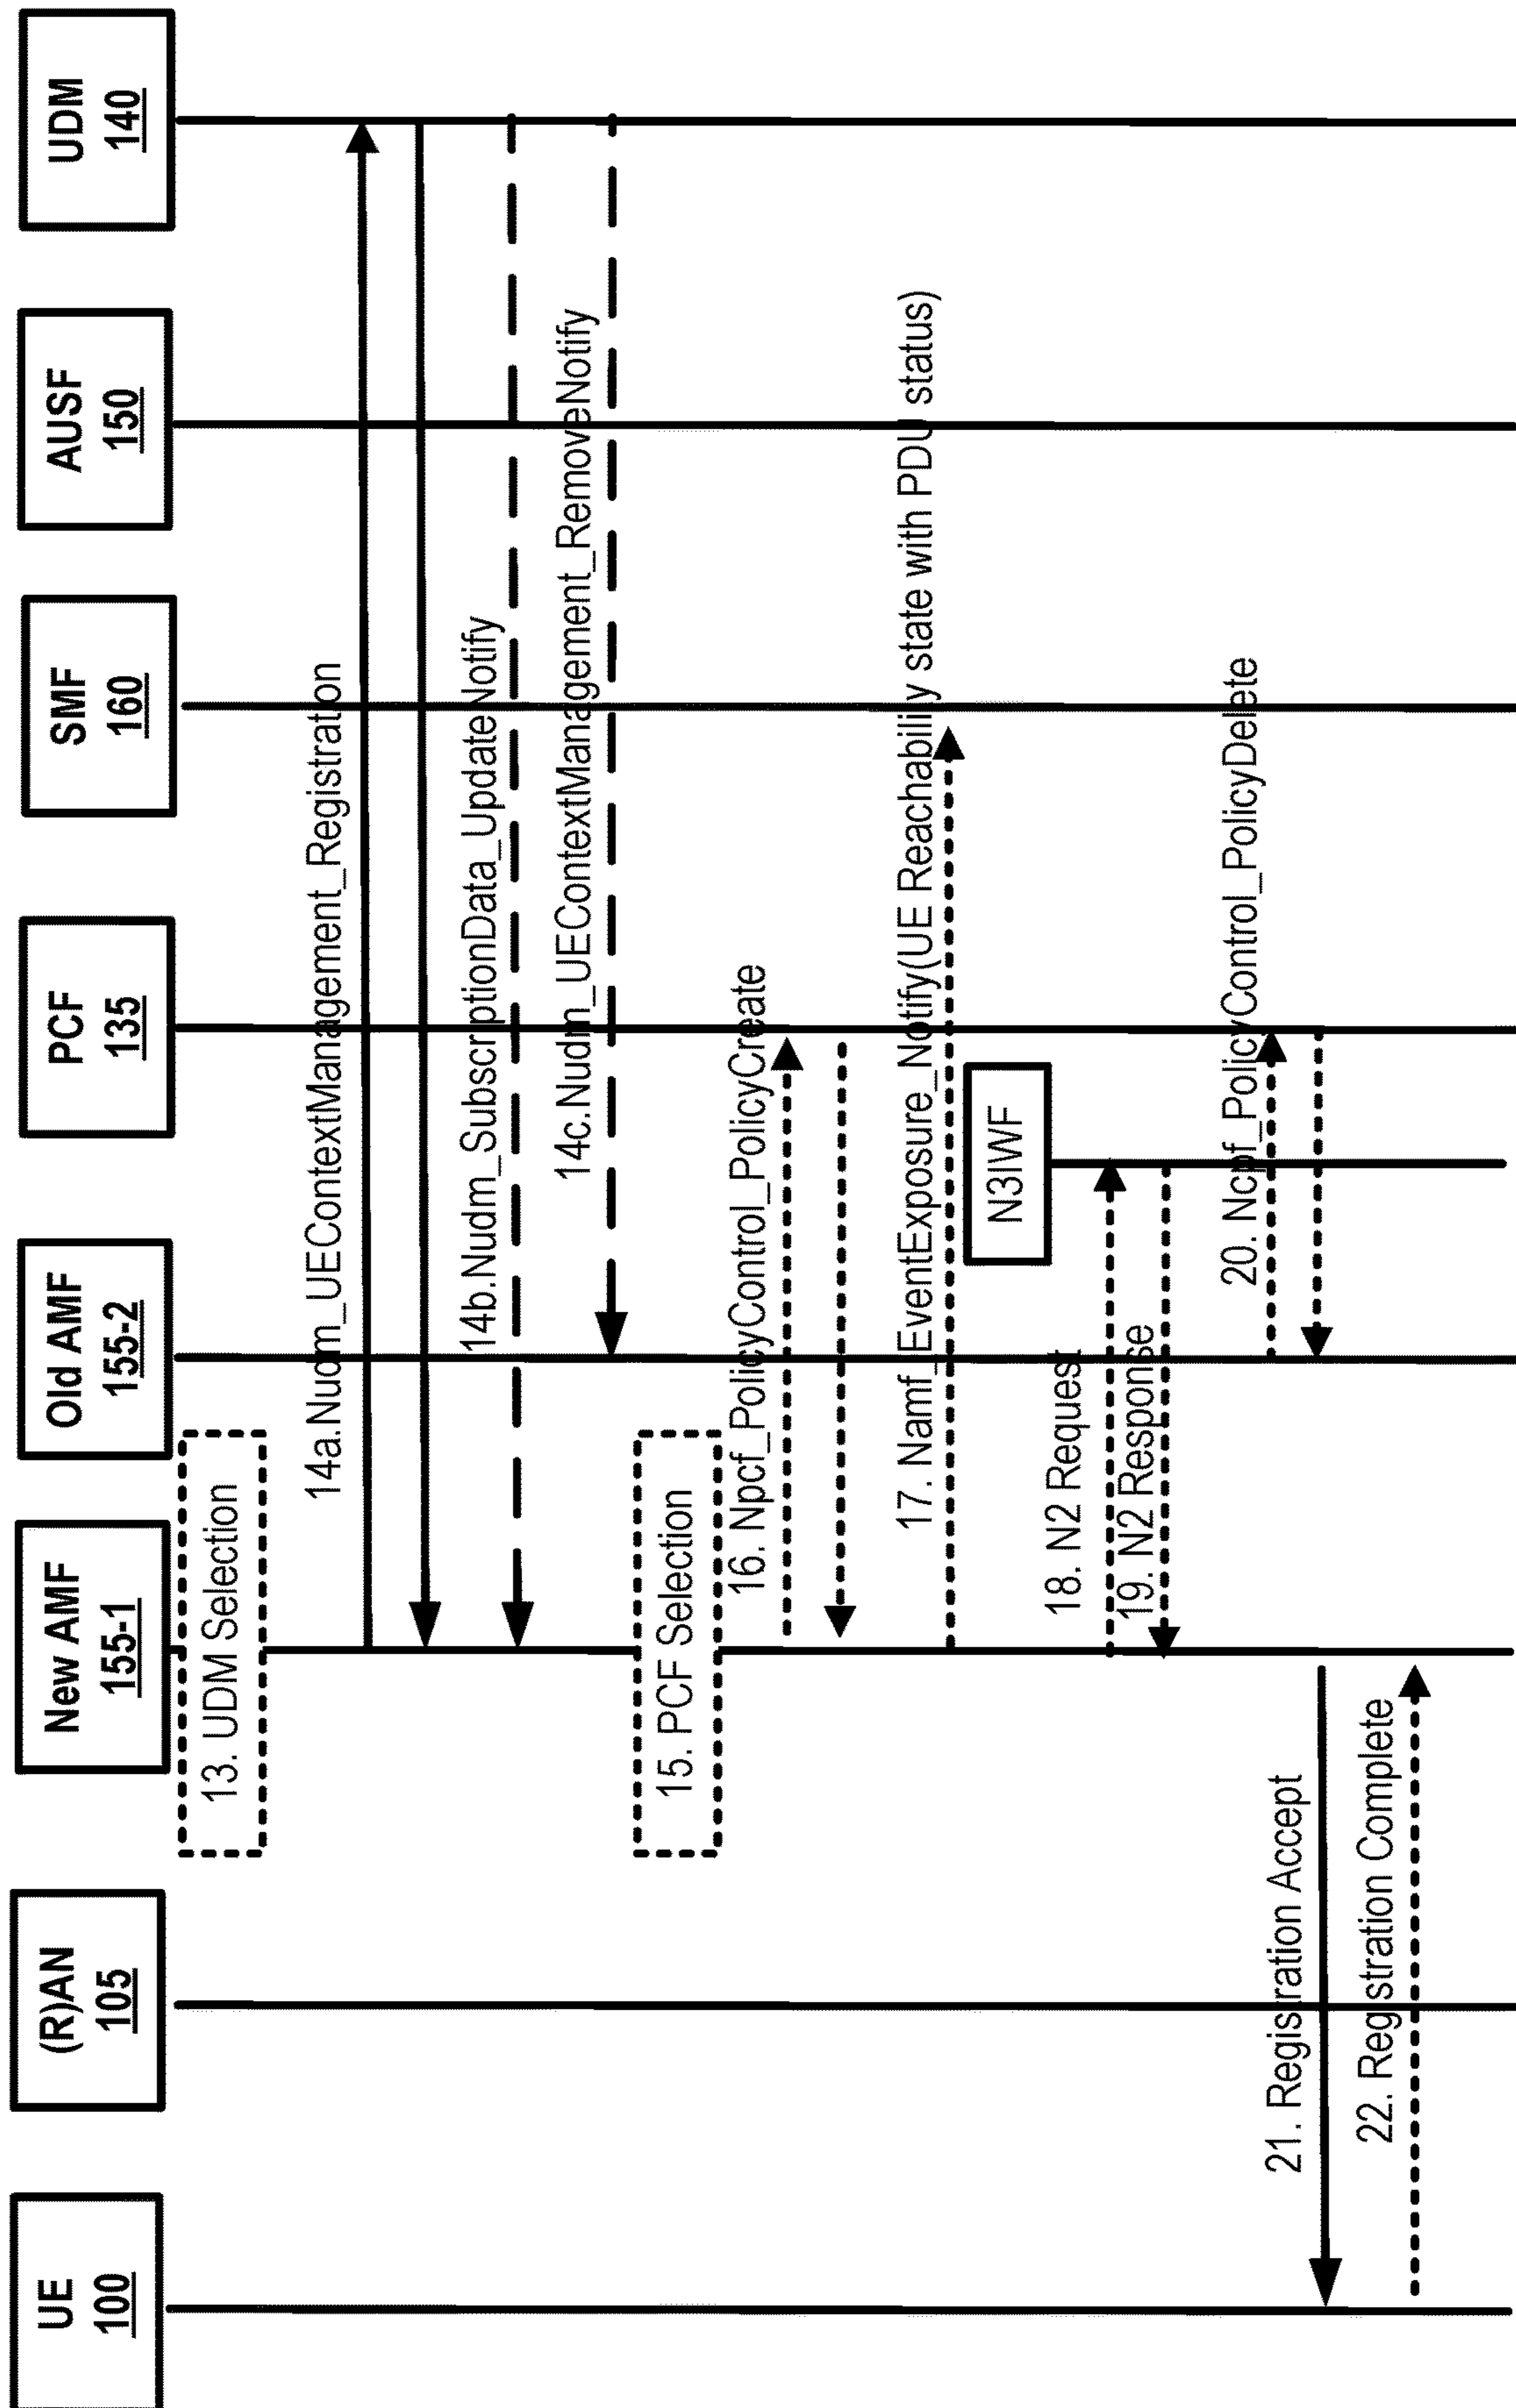 UE
100
(R)AN
105
New AMF
155-1
Old AMF
155-2
PCF
135
SMF
160
AUSF
150
UDM
140
13. UDM Selection
14a.Nudm_UEContextManagement_Registration
14b.Nudm_SubscriptionData_UpdateNotify
14c.Nudm_UEContextManagement_RemoveNotify
15. PCF Selection
16. Npcf_PolicyControl_PolicyCreate
17. Namf_EventExposure_Notify(UE Reachability state with PDU status)
N3IWF
18. N2 Request
19. N2 Response
20. Ncpf_PolicyControl_PolicyDelete
21. Registration Accept
22. Registration Complete